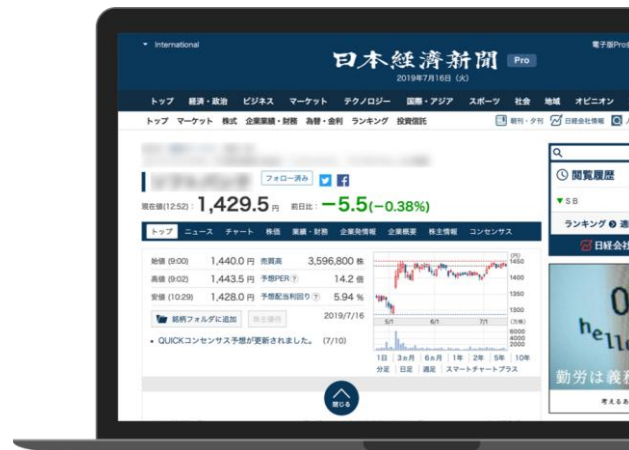 International
日本経済新聞 Pro
2019年7月16日 (火)
トップ 経済・政治 ビジネス マーケット テクノロジー 国際・アジア スポーツ 社会 地域 オピニオン
トップ マーケット 株式 企業業績・財務 為替・金利 ランキング 投資信託 朝刊・夕刊 日経会社情報
フォロー済み
現在値(12:52): 1,429.5 円 前日比: −5.5(−0.38%)
トップ ニュース チャート 株価 業績・財務 企業発情報 企業概要 株主情報 コンセンサス
始値 (9:00) 1,440.0 円 売買高 3,596,800 株
高値 (9:02) 1,443.5 円 予想PER ? 14.2 倍
安値 (10:29) 1,428.0 円 予想配当利回り ? 5.94 %
銘柄フォルダに追加 株主優待 2019/7/16
• QUICKコンセンサス予想が更新されました。 (7/10)
(円)
1450
1400
1350
1300
5/1 6/1 7/1
6000
4000
2000
1日 3ヵ月 6ヵ月 1年 2年 5年 10年
分足 日足 週足 スマートチャートプラス
閉じる
閲覧履歴
▼ S B
ランキング
日経会社
hello
勤労は義務
考えるあ